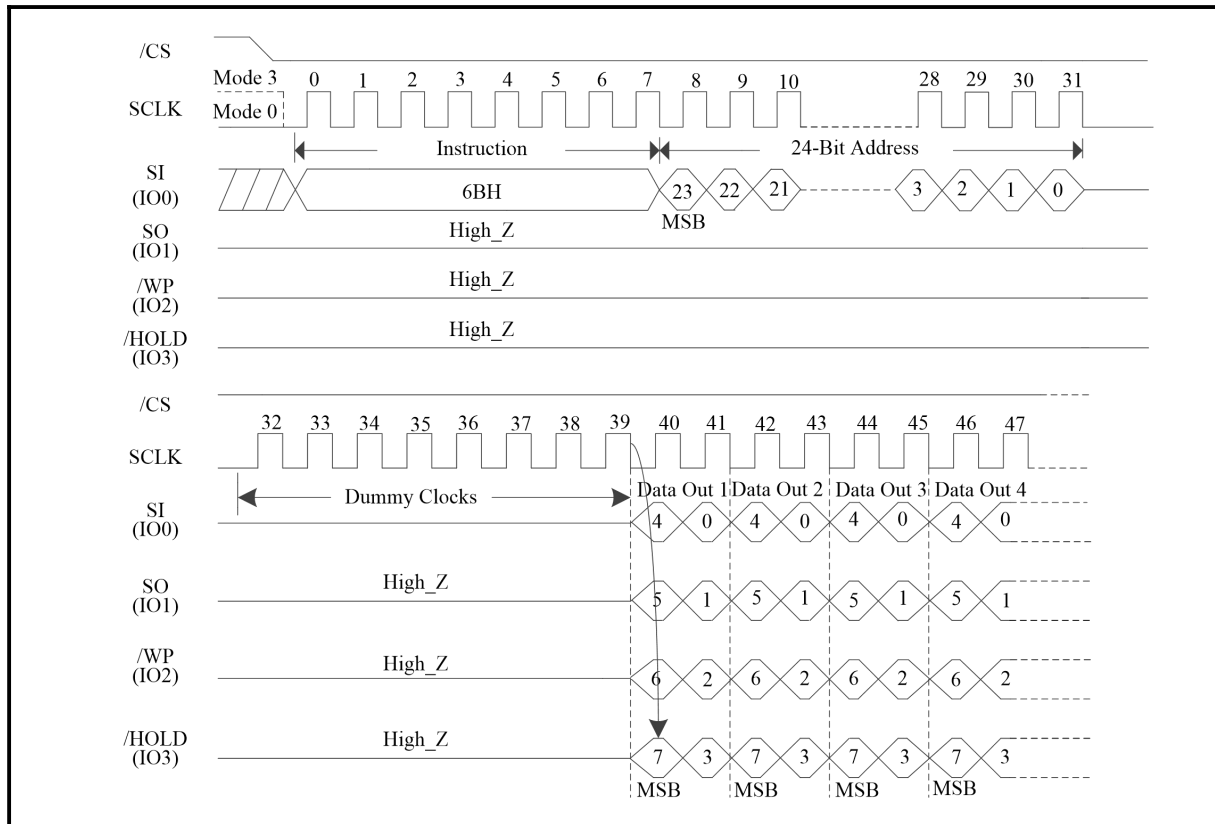 /CS
Mode 3 0 1 2 3 4 5 6 7 8 9 10 28 29 30 31
SCLK Mode 0
Instruction 24-Bit Address
SI
(IO0) 6BH 23 22 21 3 2 1 0
MSB
SO
(IO1) High_Z
/WP
(IO2) High_Z
/HOLD
(IO3) High_Z
/CS
32 33 34 35 36 37 38 39 40 41 42 43 44 45 46 47
SCLK
Dummy Clocks Data Out 1 Data Out 2 Data Out 3 Data Out 4
SI
(IO0) 4 0 4 0 4 0 4 0
SO
(IO1) High_Z 5 1 5 1 5 1 5 1
/WP
(IO2) High_Z 6 2 6 2 6 2 6 2
/HOLD
(IO3) High_Z 7 3 7 3 7 3 7 3
MSB MSB MSB MSB